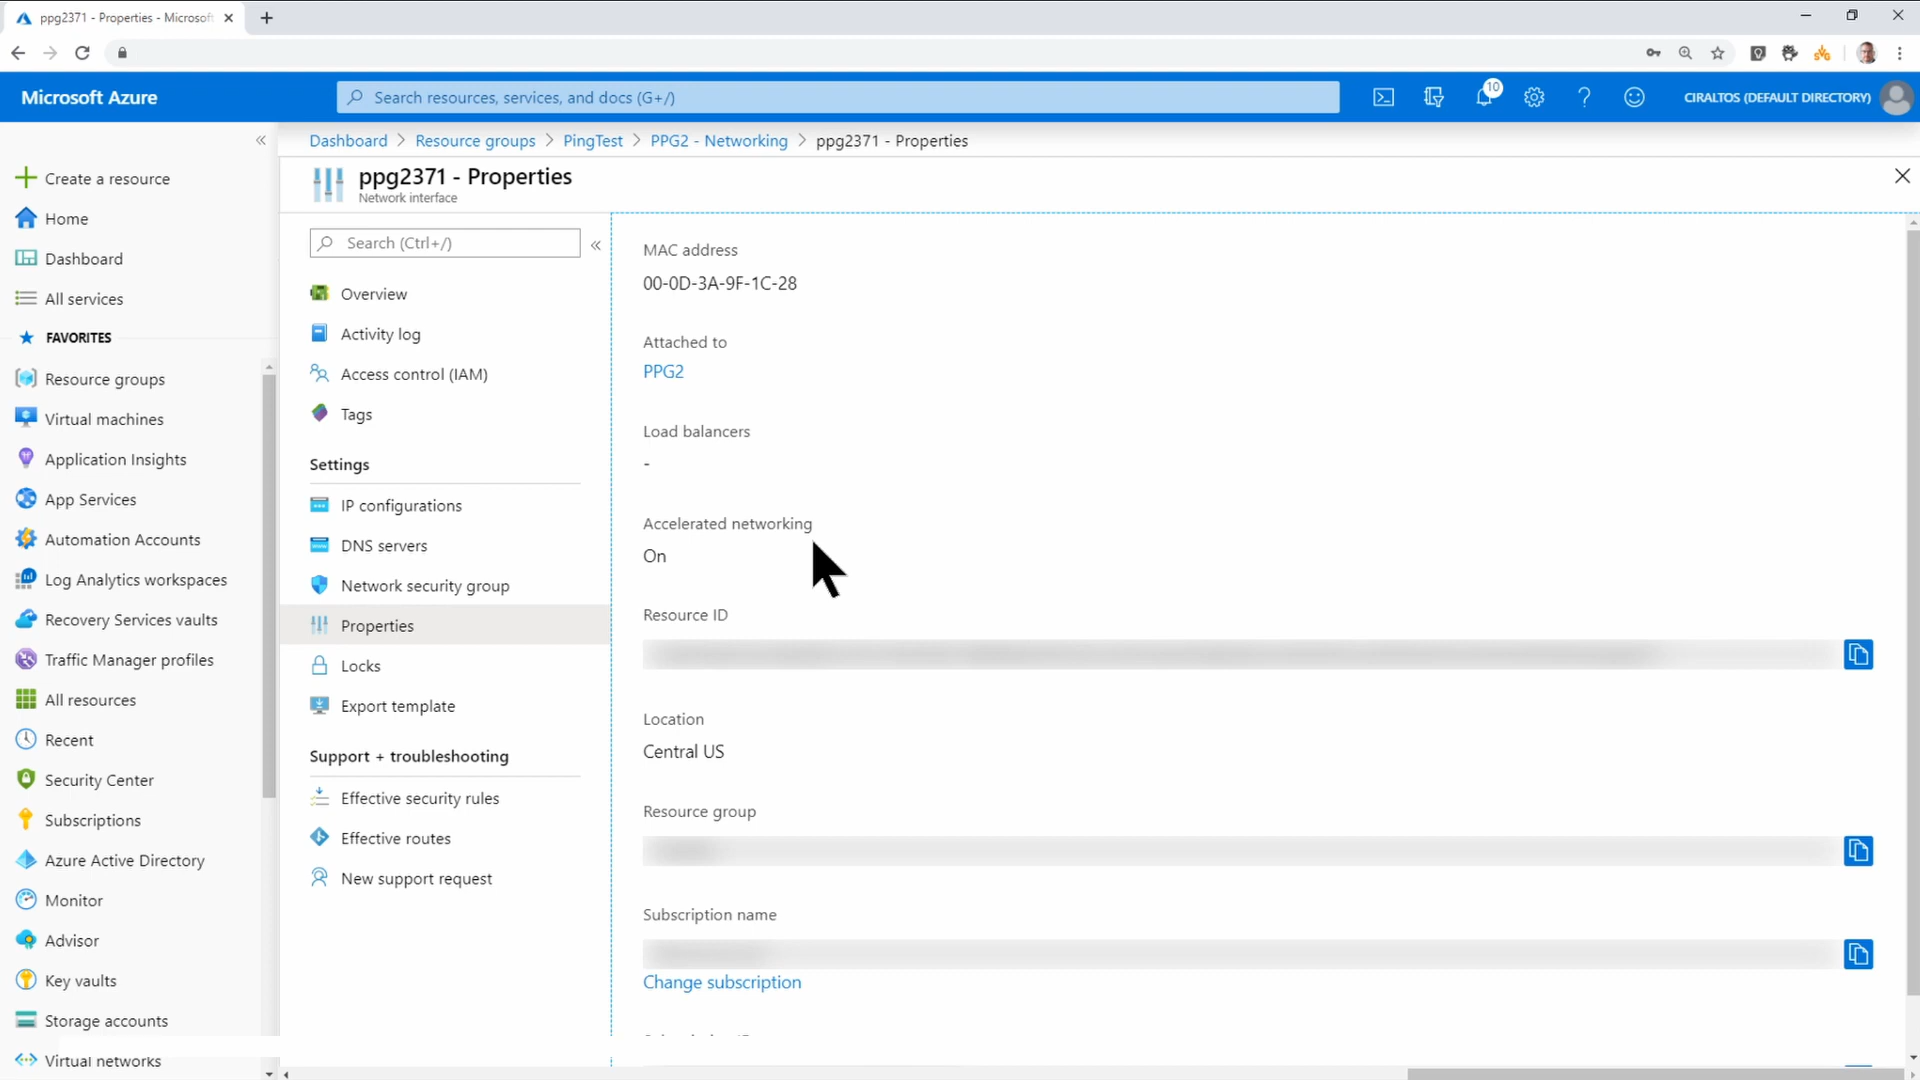 ppg2371 - Properties - Microsoft
Microsoft Azure
Search resources, services, and docs (G+/)
10
CIRALTOS (DEFAULT DIRECTORY)
Dashboard > Resource groups > PingTest > PPG2 - Networking > ppg2371 - Properties
ppg2371 - Properties
Network interface
Create a resource
Home
Dashboard
All services
FAVORITES
Resource groups
Virtual machines
Application Insights
App Services
Automation Accounts
Log Analytics workspaces
Recovery Services vaults
Traffic Manager profiles
All resources
Recent
Security Center
Subscriptions
Azure Active Directory
Monitor
Advisor
Key vaults
Storage accounts
Virtual networks
Search (Ctrl+/)
Overview
Activity log
Access control (IAM)
Tags
Settings
IP configurations
DNS servers
Network security group
Properties
Locks
Export template
Support + troubleshooting
Effective security rules
Effective routes
New support request
MAC address
00-0D-3A-9F-1C-28
Attached to
PPG2
Load balancers
-
Accelerated networking
On
Resource ID
Location
Central US
Resource group
Subscription name
Change subscription